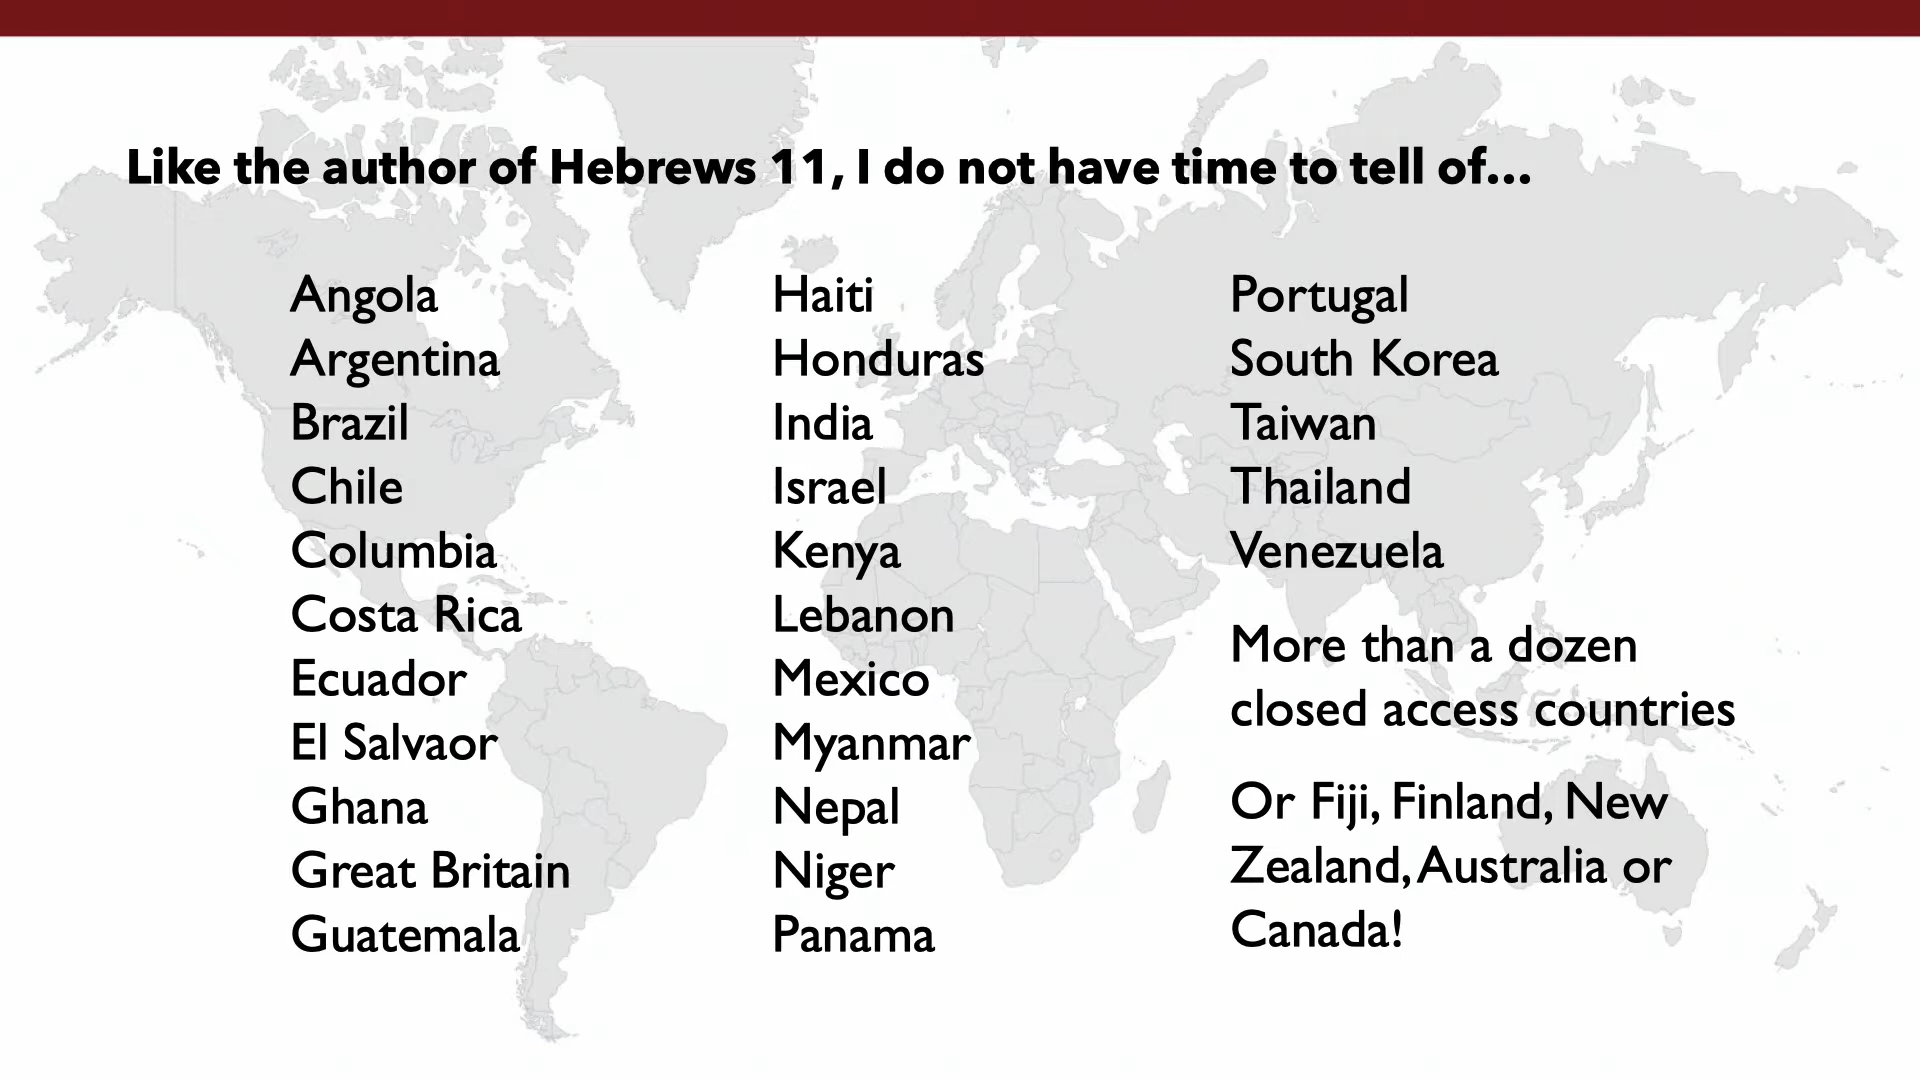 Like the author of Hebrews 11, I do not have time to tell of...
Angola
Argentina
Brazil
Chile
Columbia
Costa Rica
Ecuador
El Salvaor
Ghana
Great Britain
Guatemala
Haiti
Honduras
India
Israel
Kenya
Lebanon
Mexico
Myanmar
Nepal
Niger
Panama
Portugal
South Korea
Taiwan
Thailand
Venezuela
More than a dozen
closed access countries
Or Fiji, Finland, New
Zealand, Australia or
Canada!